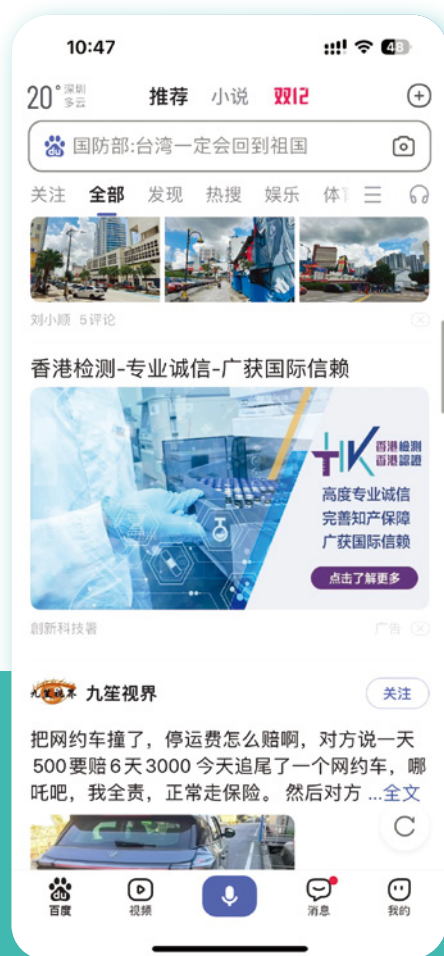 10:47
48
20°
深圳
多云
推荐
小说
双12
du
国防部:台湾一定会回到祖国
关注
全部
发现
热搜
娱乐
体
刘小顺 5评论
香港检测-专业诚信-广获国际信赖
HK
香港檢測
香港認證
高度专业诚信
完善知产保障
广获国际信赖
点击了解更多
創新科技署
广告
九笙视界
九笙视界
关注
把网约车撞了，停运费怎么赔啊，对方说一天
500要赔6天3000 今天追尾了一个网约车，哪
吒吧，我全责，正常走保险。 然后对方 ...全文
du
百度
视频
消息
我的